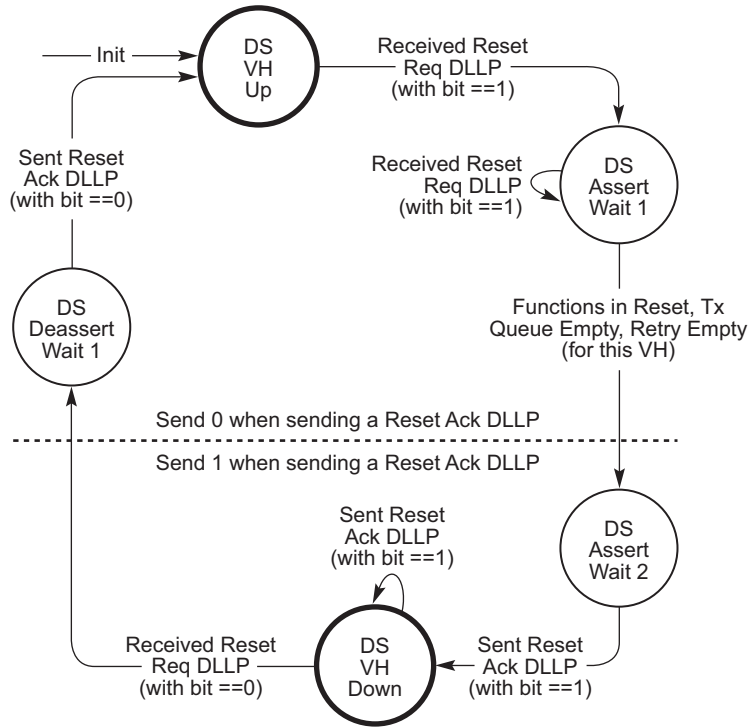 Init
DS
VH
Up
Received Reset
Req DLLP
(with bit ==1)
Sent Reset
Ack DLLP
(with bit ==0)
Received Reset
Req DLLP
(with bit ==1)
DS
Assert
Wait 1
DS
Deassert
Wait 1
Functions in Reset, Tx
Queue Empty, Retry Empty
(for this VH)
Send 0 when sending a Reset Ack DLLP
Send 1 when sending a Reset Ack DLLP
Sent Reset
Ack DLLP
(with bit ==1)
DS
Assert
Wait 2
Received Reset
Req DLLP
(with bit ==0)
DS
VH
Down
Sent Reset
Ack DLLP
(with bit ==1)